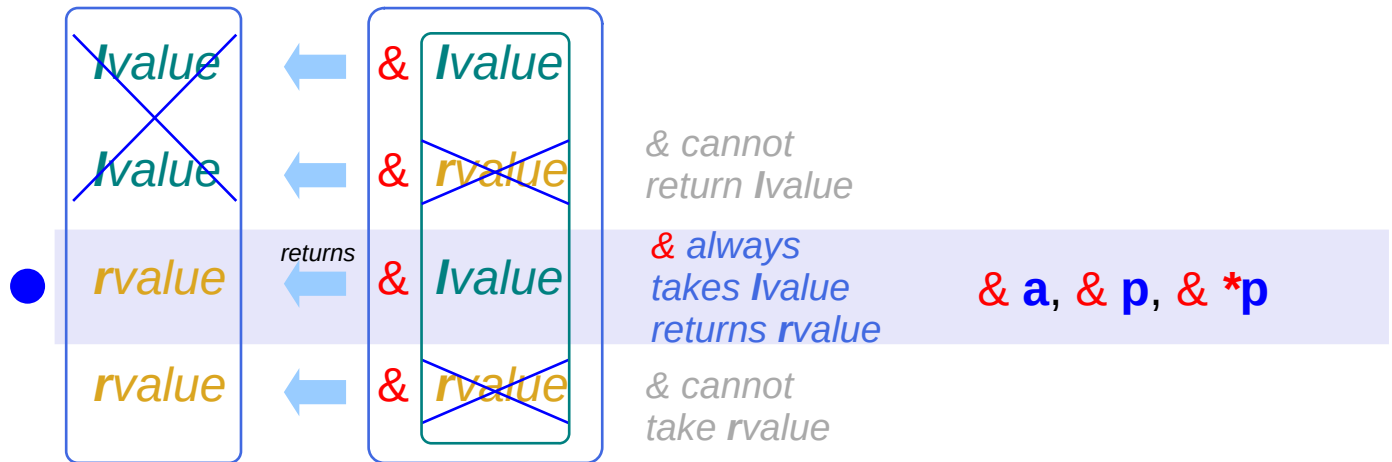 lvalue & lvalue
lvalue & rvalue
& cannot
return lvalue
rvalue returns & lvalue
& always
takes lvalue
returns rvalue
& a, & p, & *p
rvalue & rvalue
& cannot
take rvalue